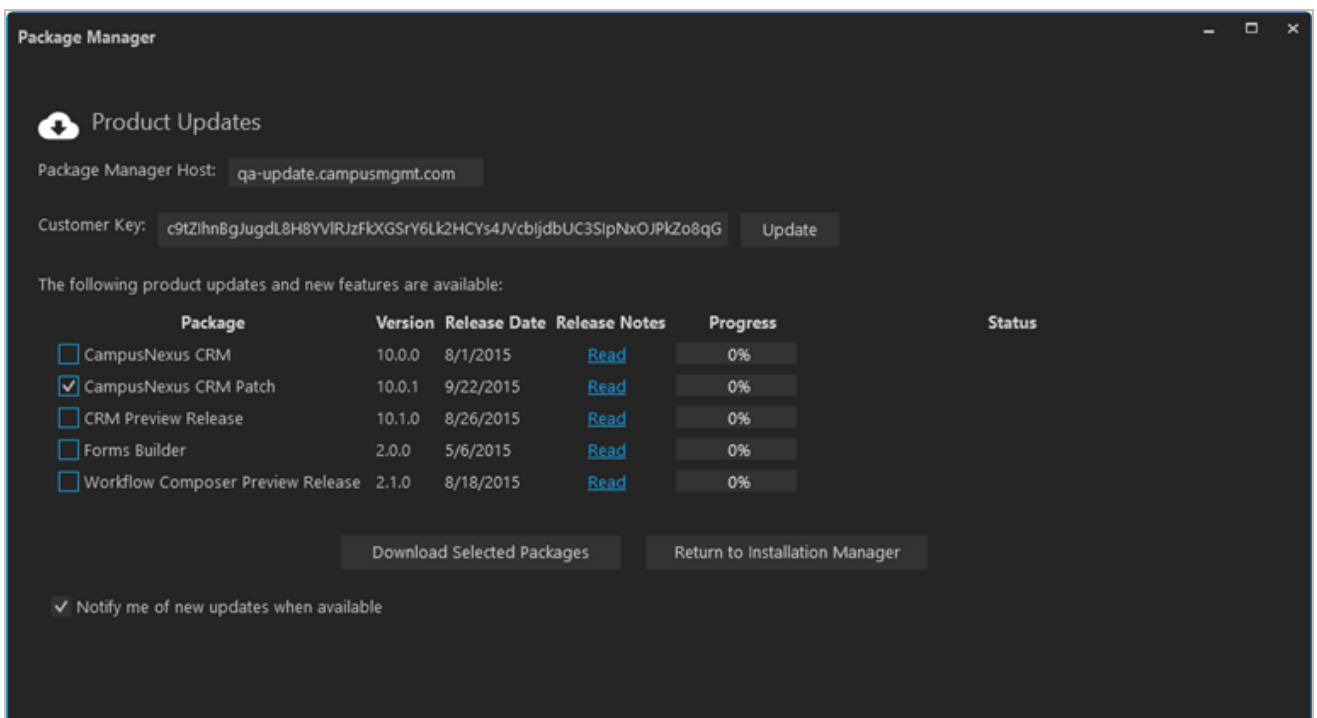 Package Manager
Product Updates
Package Manager Host: qa-update.campusmgmt.com
Customer Key: c9tZIhnBgJugdL8H8YVlRJzFkXGSrY6Lk2HCYs4JVcbIjdbUC3SIpNxOJPkZo8qG Update
The following product updates and new features are available:
Package Version Release Date Release Notes Progress Status
CampusNexus CRM 10.0.0 8/1/2015 Read 0%
CampusNexus CRM Patch 10.0.1 9/22/2015 Read 0%
CRM Preview Release 10.1.0 8/26/2015 Read 0%
Forms Builder 2.0.0 5/6/2015 Read 0%
Workflow Composer Preview Release 2.1.0 8/18/2015 Read 0%
Download Selected Packages Return to Installation Manager
Notify me of new updates when available